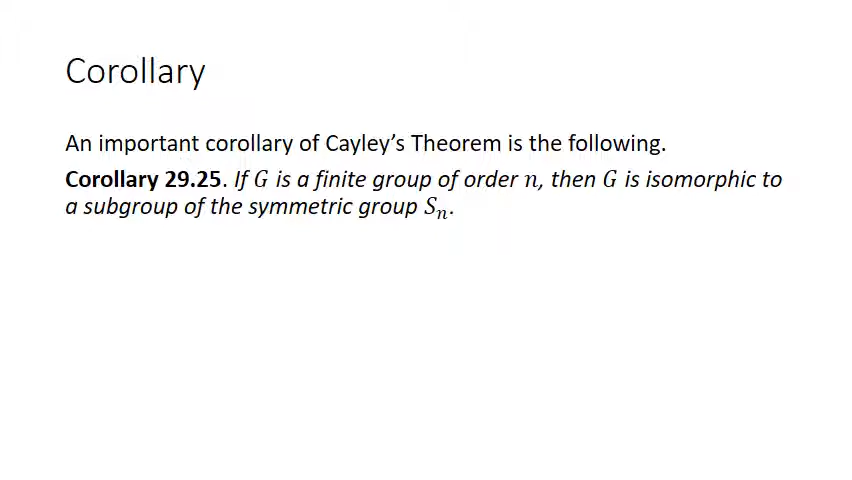 Corollary
An important corollary of Cayley’s Theorem is the following.
Corollary 29.25. If G is a finite group of order n, then G is isomorphic to
a subgroup of the symmetric group Sₙ.